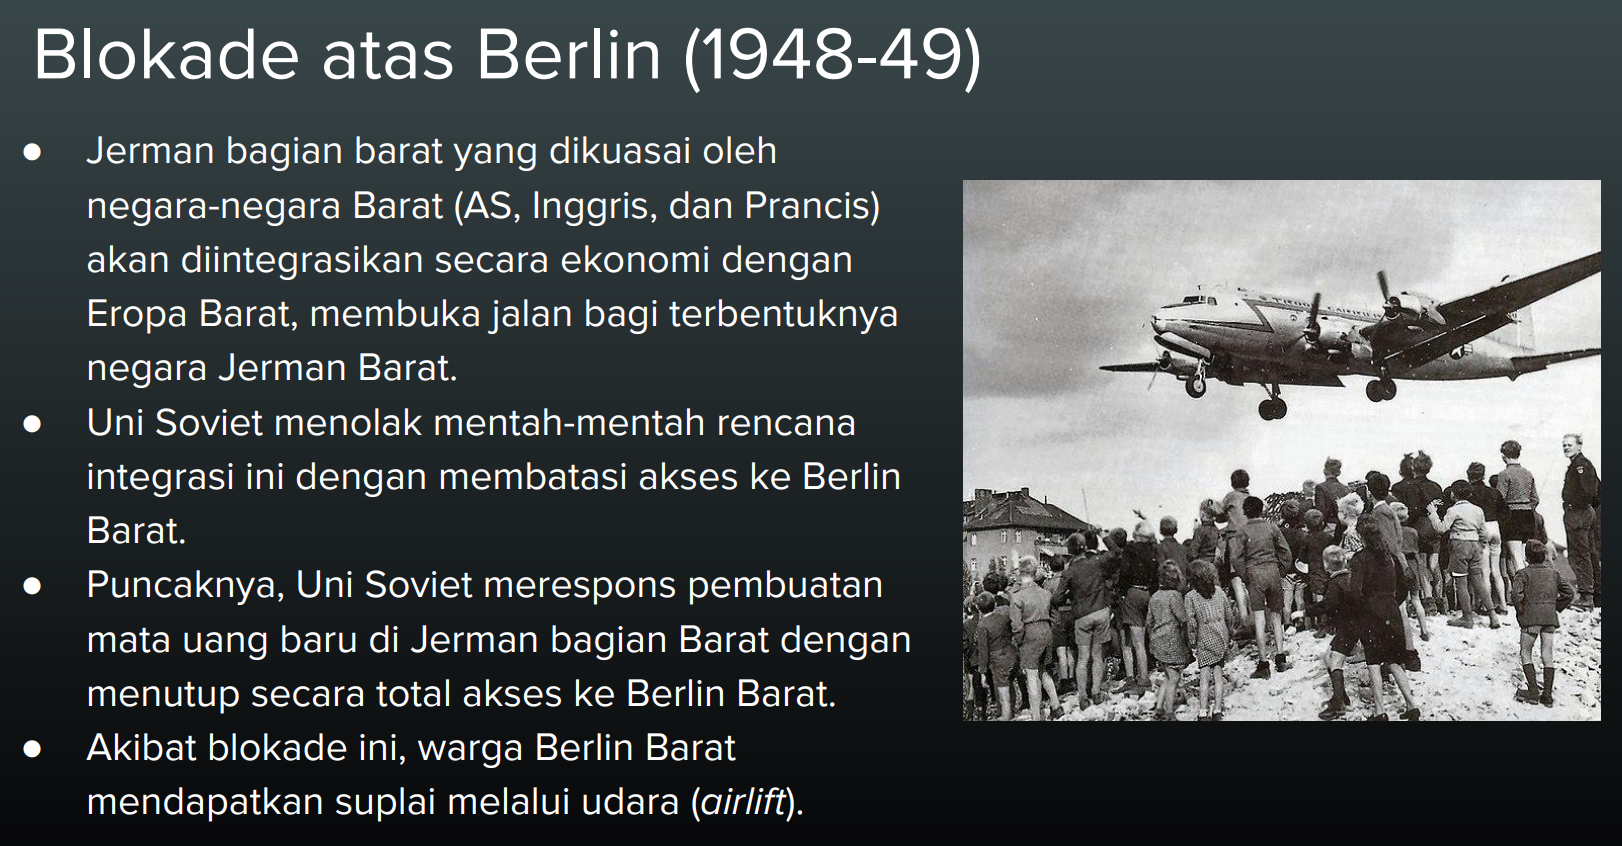 Blokade atas Berlin (1948-49)
● Jerman bagian barat yang dikuasai oleh
negara-negara Barat (AS, Inggris, dan Prancis)
akan diintegrasikan secara ekonomi dengan
Eropa Barat, membuka jalan bagi terbentuknya
negara Jerman Barat.
● Uni Soviet menolak mentah-mentah rencana
integrasi ini dengan membatasi akses ke Berlin
Barat.
● Puncaknya, Uni Soviet merespons pembuatan
mata uang baru di Jerman bagian Barat dengan
menutup secara total akses ke Berlin Barat.
● Akibat blokade ini, warga Berlin Barat
mendapatkan suplai melalui udara (airlift).